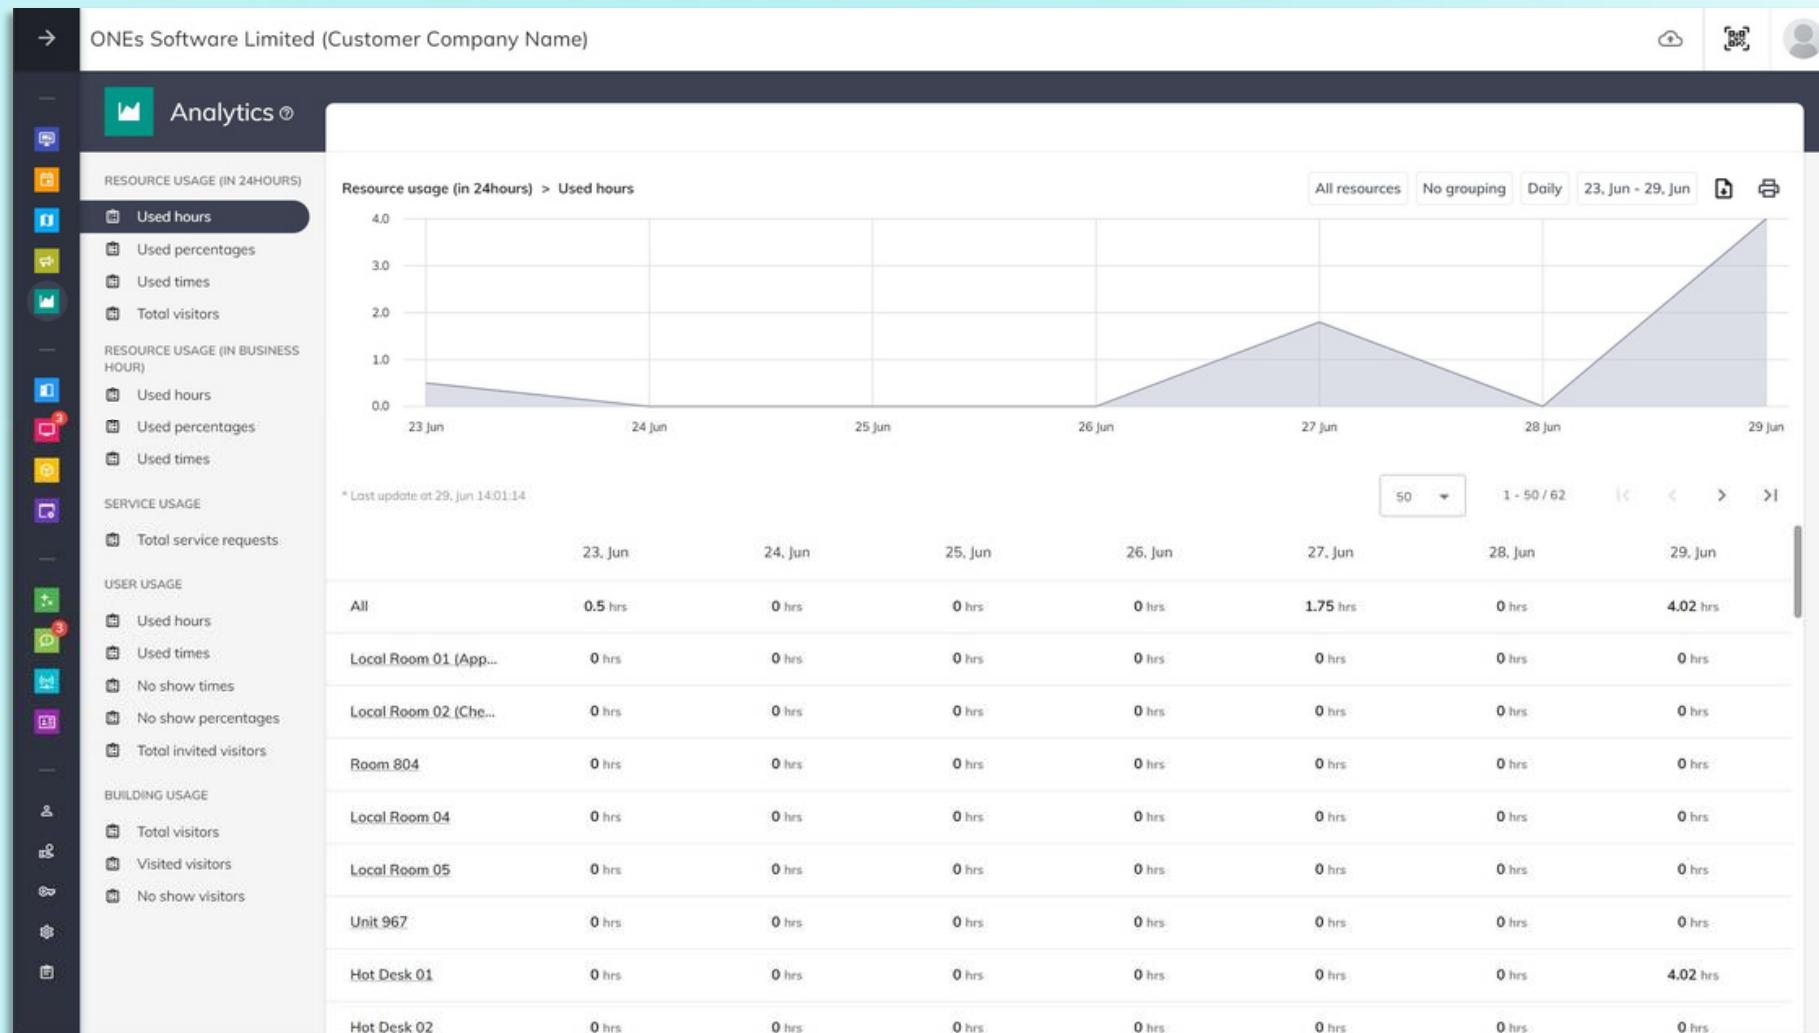 ONEs Software Limited (Customer Company Name)
Analytics
RESOURCE USAGE (IN 24HOURS)
Used hours
Used percentages
Used times
Total visitors
RESOURCE USAGE (IN BUSINESS
HOUR)
Used hours
Used percentages
Used times
SERVICE USAGE
Total service requests
USER USAGE
Used hours
Used times
No show times
No show percentages
Total invited visitors
BUILDING USAGE
Total visitors
Visited visitors
No show visitors
3
3
Resource usage (in 24hours) > Used hours
All resources No grouping Daily 23, Jun - 29, Jun
4.0
3.0
2.0
1.0
0.0
23 Jun 24 Jun 25 Jun 26 Jun 27 Jun 28 Jun 29 Jun
* Last update at 29, Jun 14:01:14
50 1 - 50 / 62
23, Jun 24, Jun 25, Jun 26, Jun 27, Jun 28, Jun 29, Jun
All 0.5 hrs 0 hrs 0 hrs 0 hrs 1.75 hrs 0 hrs 4.02 hrs
Local Room 01 (App... 0 hrs 0 hrs 0 hrs 0 hrs 0 hrs 0 hrs 0 hrs
Local Room 02 (Che... 0 hrs 0 hrs 0 hrs 0 hrs 0 hrs 0 hrs 0 hrs
Room 804 0 hrs 0 hrs 0 hrs 0 hrs 0 hrs 0 hrs 0 hrs
Local Room 04 0 hrs 0 hrs 0 hrs 0 hrs 0 hrs 0 hrs 0 hrs
Local Room 05 0 hrs 0 hrs 0 hrs 0 hrs 0 hrs 0 hrs 0 hrs
Unit 967 0 hrs 0 hrs 0 hrs 0 hrs 0 hrs 0 hrs 0 hrs
Hot Desk 01 0 hrs 0 hrs 0 hrs 0 hrs 0 hrs 0 hrs 4.02 hrs
Hot Desk 02 0 hrs 0 hrs 0 hrs 0 hrs 0 hrs 0 hrs 0 hrs